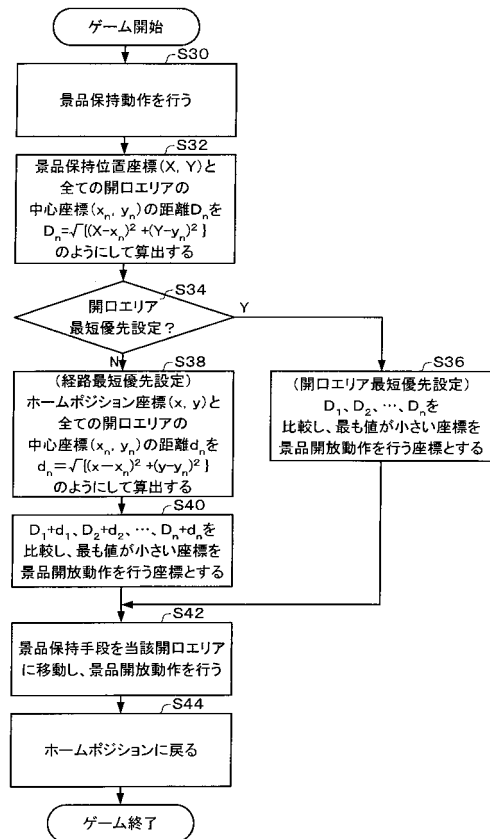 ゲーム開始
S30
景品保持動作を行う
S32
景品保持位置座標(X, Y)と
全ての開口エリアの
中心座標(xn, yn)の距離Dnを
Dn=√{(X-xn)2 +(Y-yn)2 }
のようにして算出する
S34
開口エリア
最短優先設定?
Y
N
S38
(経路最短優先設定)
ホームポジション座標(x, y)と
全ての開口エリアの
中心座標(xn, yn)の距離dnを
dn=√{(x-xn)2 +(y-yn)2 }
のようにして算出する
S36
(開口エリア最短優先設定)
D1、D2、…、Dnを
比較し、最も値が小さい座標を
景品開放動作を行う座標とする
S40
D1+d1、D2+d2、…、Dn+dnを
比較し、最も値が小さい座標を
景品開放動作を行う座標とする
S42
景品保持手段を当該開口エリア
に移動し、景品開放動作を行う
S44
ホームポジションに戻る
ゲーム終了